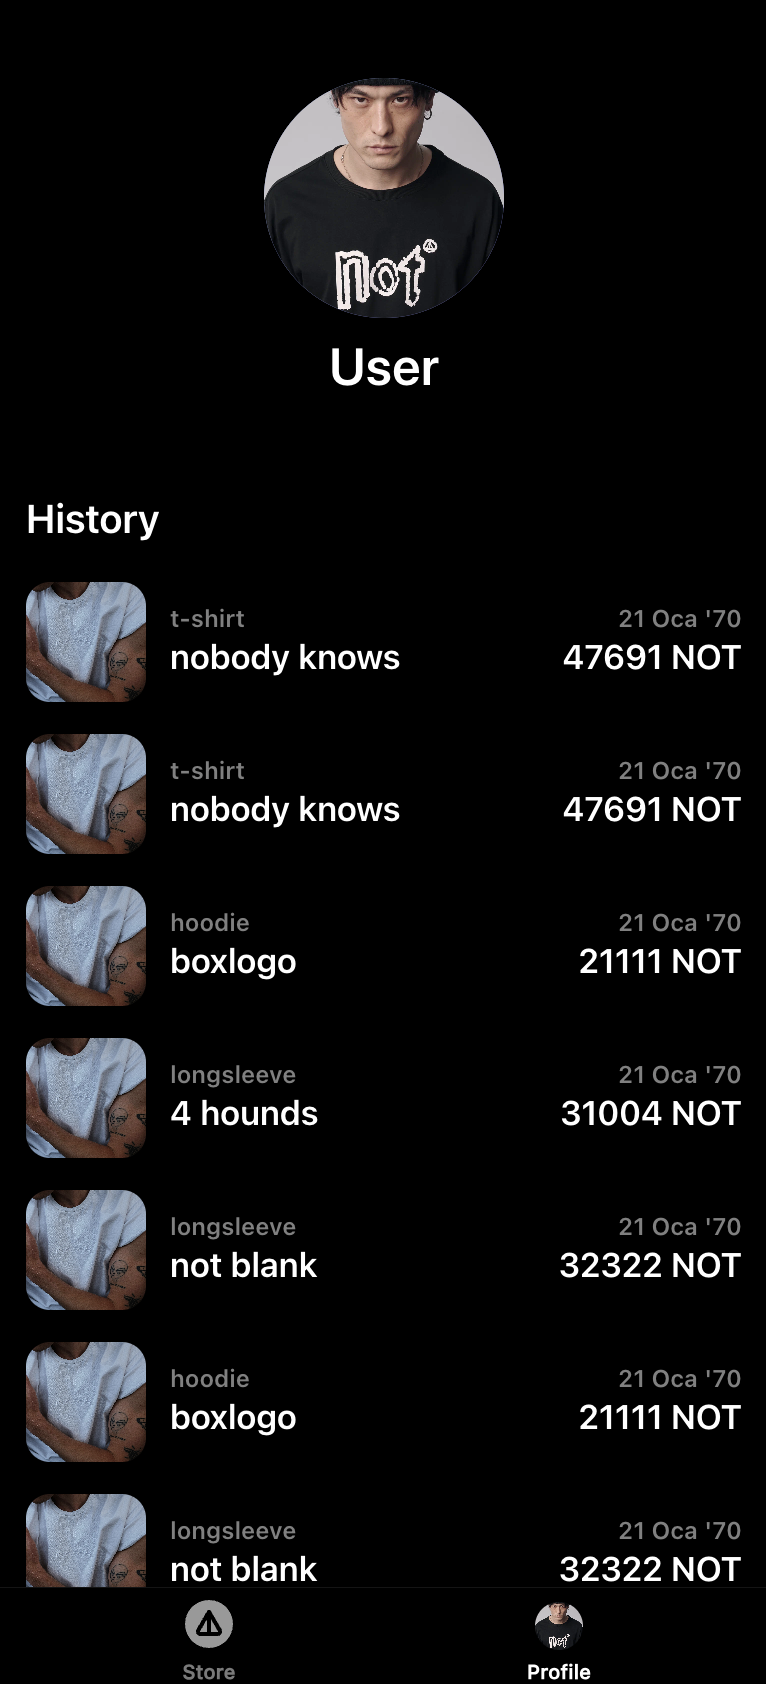 not
User
History
t-shirt
21 Oca '70
nobody knows
47691 NOT
t-shirt
21 Oca '70
nobody knows
47691 NOT
hoodie
21 Oca '70
boxlogo
21111 NOT
longsleeve
21 Oca '70
4 hounds
31004 NOT
longsleeve
21 Oca '70
not blank
32322 NOT
hoodie
21 Oca '70
boxlogo
21111 NOT
longsleeve
21 Oca '70
not blank
32322 NOT
not
Store
Profile